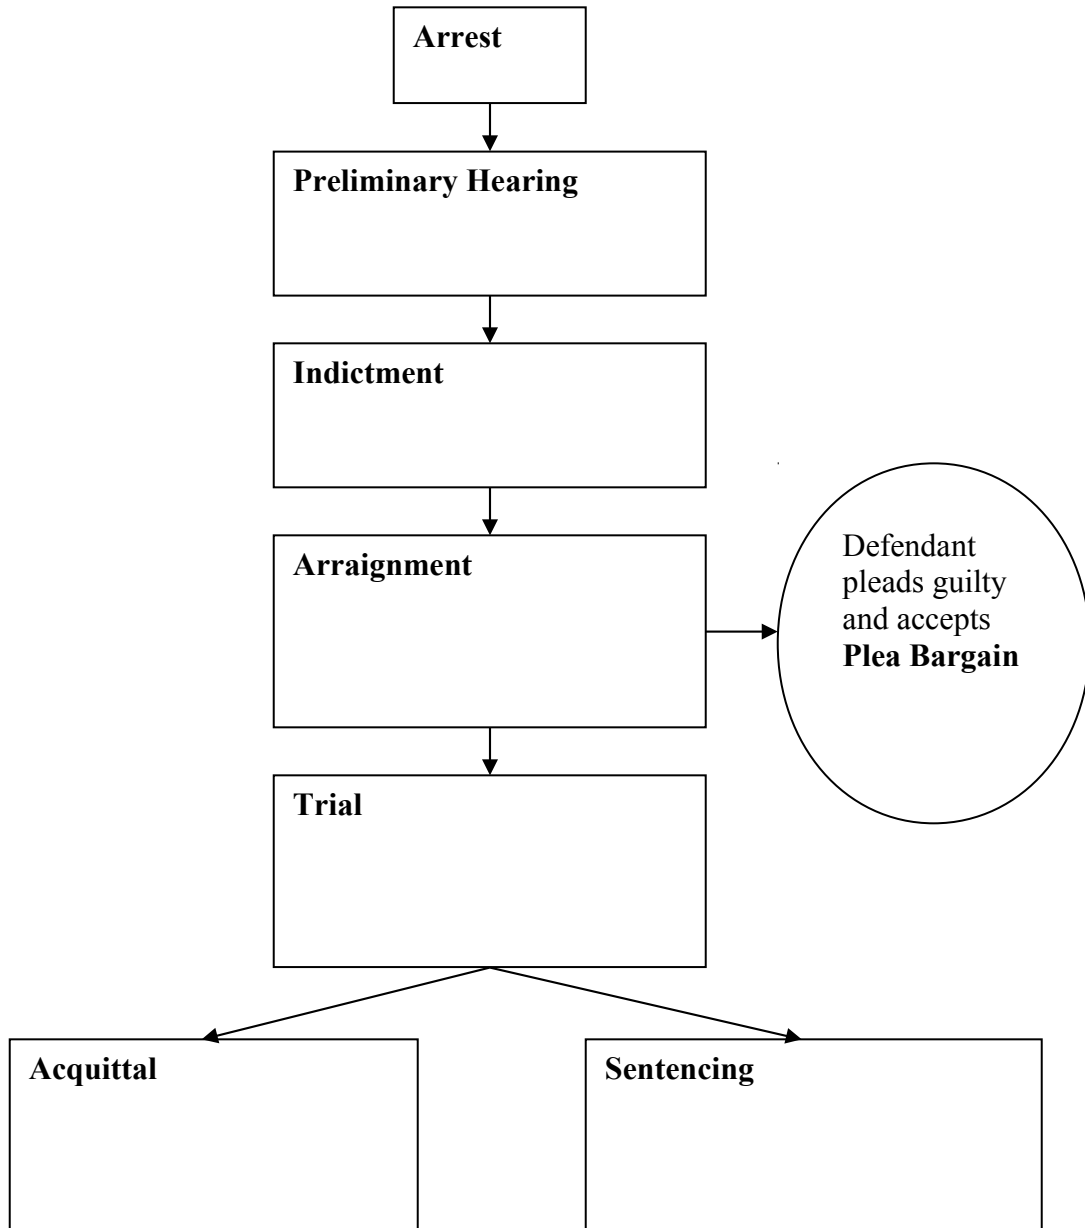 Arrest
Preliminary Hearing
Indictment
Arraignment
Defendant
pleads guilty
and accepts
Plea Bargain
Trial
Acquittal
Sentencing